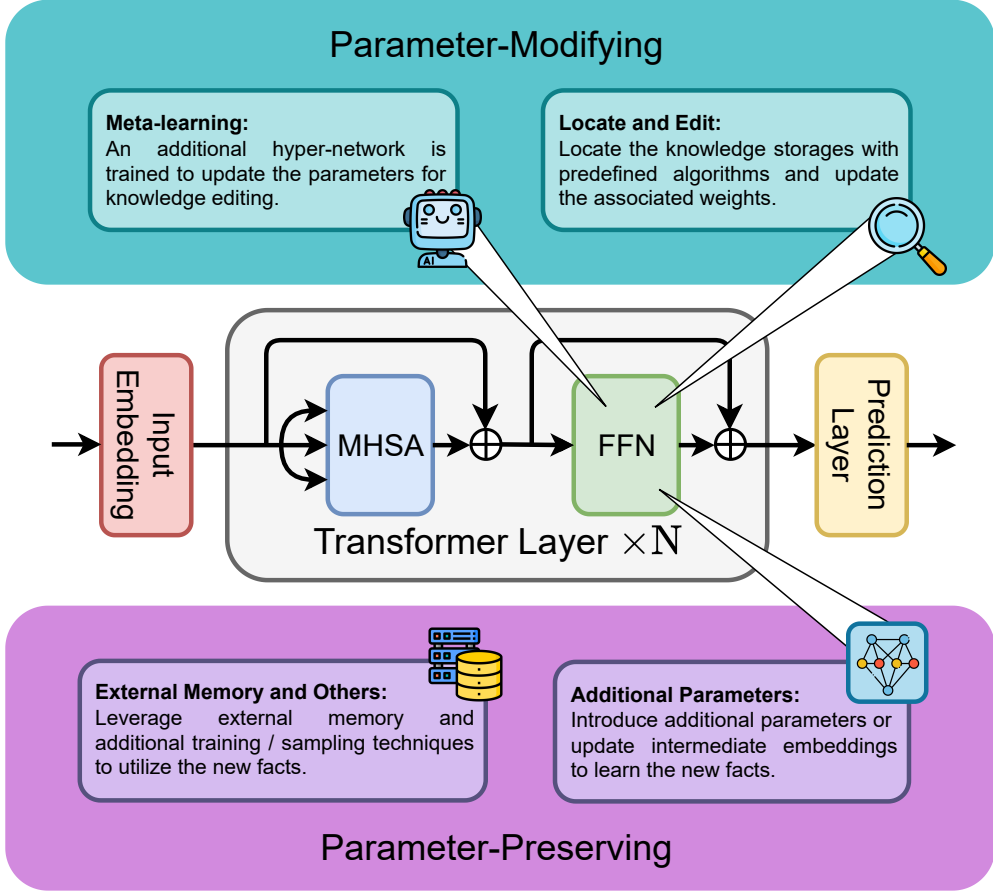 Parameter-Modifying
Meta-learning:
An additional hyper-network is
trained to update the parameters for
knowledge editing.
AI
Locate and Edit:
Locate the knowledge storages with
predefined algorithms and update
the associated weights.
Input
Embedding
MHSA
FFN
Prediction
Layer
Transformer Layer ×N
External Memory and Others:
Leverage external memory and
additional training / sampling techniques
to utilize the new facts.
Additional Parameters:
Introduce additional parameters or
update intermediate embeddings
to learn the new facts.
Parameter-Preserving